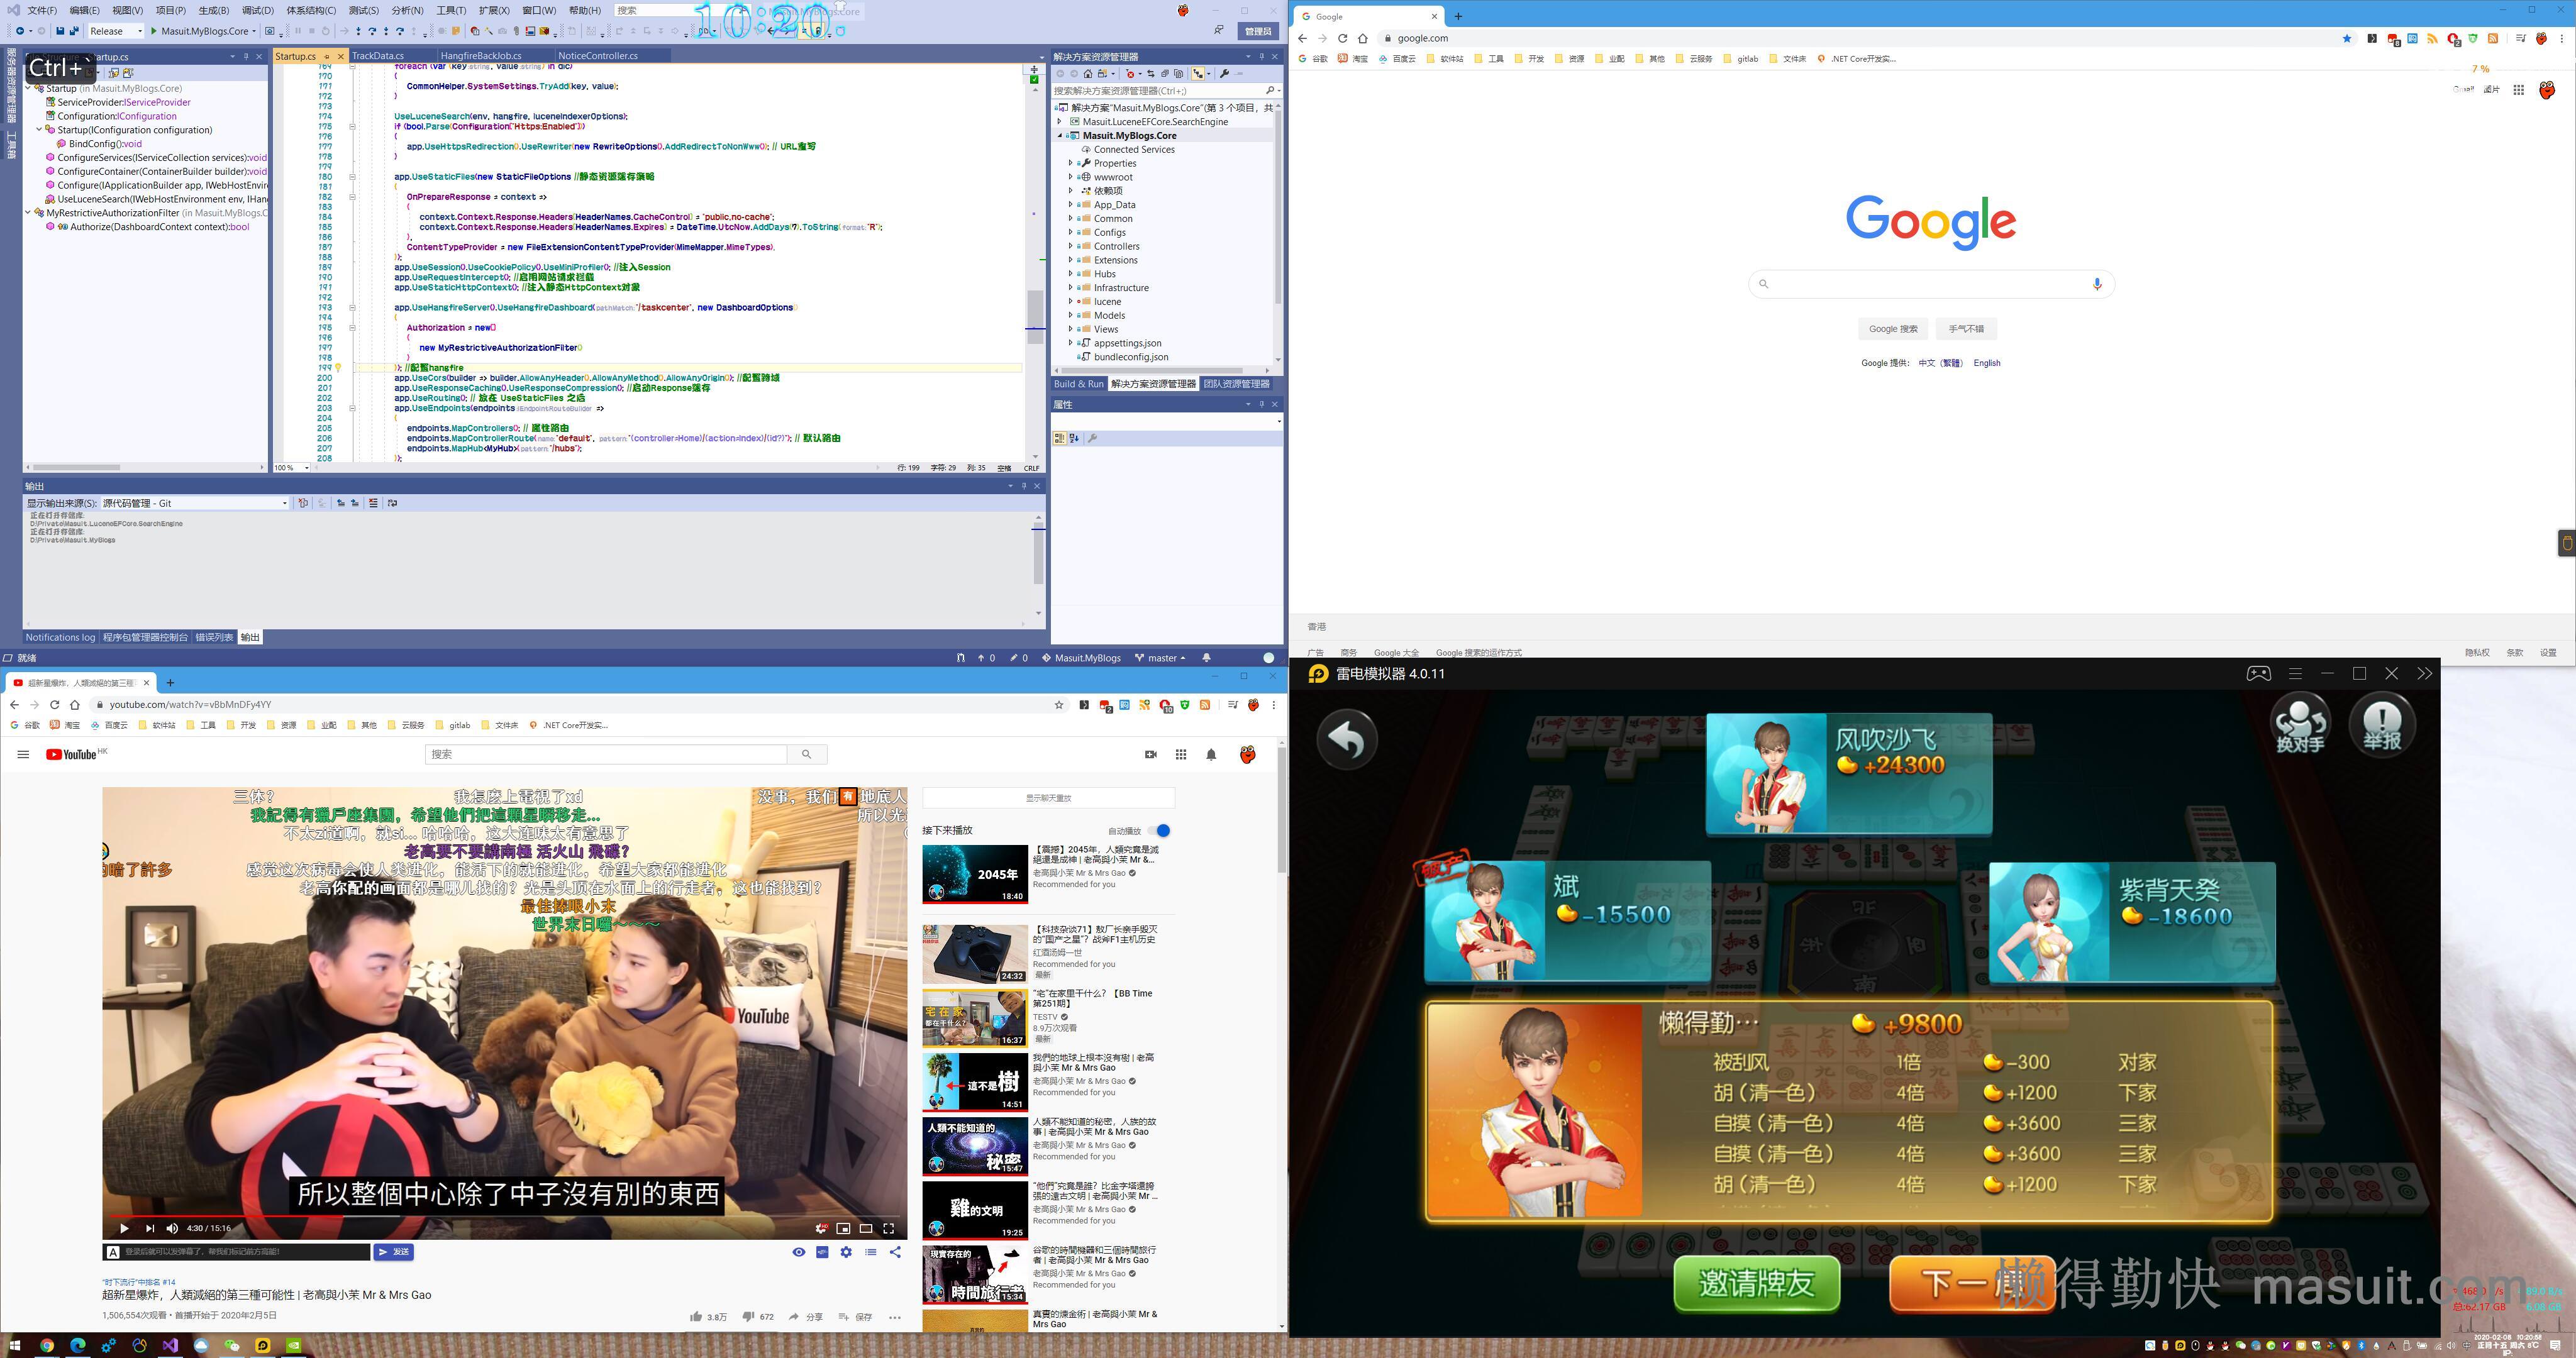 文件(F) 编辑(E) 视图(V) 项目(P) 生成(B) 调试(D) 体系结构(C) 测试(S) 分析(N) 工具(T) 扩展(X) 窗口(W) 帮助(H) 搜索
10:20
Release Masuit.MyBlogs.Core 管理员
Ctrl+
Startup.cs TrackData.cs HangfireBackJob.cs NoticeController.cs
Startup (in Masuit.MyBlogs.Core)
ServiceProvider:IServiceProvider
Configuration:IConfiguration
Startup(IConfiguration configuration)
BindConfig():void
ConfigureServices(IServiceCollection services):void
ConfigureContainer(ContainerBuilder builder):void
Configure(IApplicationBuilder app, IWebHostEnvir
UseLuceneSearch(IWebHostEnvironment env, IHan
MyRestrictiveAuthorizationFilter (in Masuit.MyBlogs.C
Authorize(DashboardContext context):bool
169 foreach (var (key, value) in dic)
170 {
171 CommonHelper.SystemSettings.TryAdd(key, value);
172 }
173
174 UseLuceneSearch(env, hangfire, luceneIndexerOptions);
175 if (bool.Parse(Configuration["Https:Enabled"]))
176 {
177 app.UseHttpsRedirection().UseRewriter(new RewriteOptions().AddRedirectToNonWww()); // URL重写
178 }
179
180 app.UseStaticFiles(new StaticFileOptions //静态资源缓存策略
181 {
182 OnPrepareResponse = context =>
183 {
184 context.Context.Response.Headers[HeaderNames.CacheControl] = "public,no-cache";
185 context.Context.Response.Headers[HeaderNames.Expires] = DateTime.UtcNow.AddDays(7).ToString(format:"R");
186 },
187 ContentTypeProvider = new FileExtensionContentTypeProvider(MimeMapper.MimeTypes),
188 });
189 app.UseSession().UseCookiePolicy().UseMiniProfiler(); //注入Session
190 app.UseRequestIntercept(); //启用网站请求拦截
191 app.UseStaticHttpContext(); //注入静态HttpContext对象
192
193 app.UseHangfireServer().UseHangfireDashboard(pathMatch:"/taskcenter", new DashboardOptions()
194 {
195 Authorization = new[]
196 {
197 new MyRestrictiveAuthorizationFilter()
198 }
199 }); //配置hangfire
200 app.UseCors(builder => builder.AllowAnyHeader().AllowAnyMethod().AllowAnyOrigin()); //配置跨域
201 app.UseResponseCaching().UseResponseCompression(); //启动Response缓存
202 app.UseRouting(); // 放在 UseStaticFiles 之后
203 app.UseEndpoints(endpoints:IEndpointRouteBuilder =>
204 {
205 endpoints.MapControllers(); // 属性路由
206 endpoints.MapControllerRoute(name:"default", pattern:"{controller=Home}/{action=Index}/{id?}"); // 默认路由
207 endpoints.MapHub<MyHub>(pattern:"/hubs");
208 });
100 % 行: 199 字符: 29 列: 35 空格 CRLF
解决方案资源管理器
搜索解决方案资源管理器(Ctrl+;)
解决方案"Masuit.MyBlogs.Core"(第 3 个项目，共
Masuit.LuceneEFCore.SearchEngine
Masuit.MyBlogs.Core
Connected Services
Properties
wwwroot
依赖项
App_Data
Common
Configs
Controllers
Extensions
Hubs
Infrastructure
lucene
Models
Views
appsettings.json
bundleconfig.json
Build & Run 解决方案资源管理器 团队资源管理器
属性
输出
显示输出来源(S): 源代码管理 - Git
正在打开存储库:
D:\Private\Masuit.LuceneEFCore.SearchEngine
正在打开存储库:
D:\Private\Masuit.MyBlogs
Notifications log 程序包管理器控制台 错误列表 输出
就绪 0 0 Masuit.MyBlogs master
Google
google.com
谷歌 淘宝 百度云 软件站 工具 开发 资源 业配 其他 云服务 gitlab 文件床 .NET Core开发实...
7 %
Gmail 图片
Google
Google 搜索 手气不错
Google 提供： 中文（繁體） English
香港
广告 商务 Google 大全 Google 搜索的运作方式 隐私权 条款 设置
超新星爆炸，人類滅絕的第三種
youtube.com/watch?v=vBbMnDFy4YY
谷歌 淘宝 百度云 软件站 工具 开发 资源 业配 其他 云服务 gitlab 文件床 .NET Core开发实...
YouTube HK 搜索
三体？ 我怎麼上電視了xd 没事，我们有地底人
我記得有獵戶座集團，希望他們把這顆星瞬移走... 所以光
不太zi道啊，就si... 哈哈哈，这大连味太有意思了
老高要不要講南極 活火山 飛碟？
的暗了許多 感觉这次病毒会使人类进化，能活下的就能进化，希望大家都能进化
老高你配的画面都是哪儿找的？光是头顶在水面上的行走者，这也能找到？
最佳捧哏小末
世界末日囉～～～
YouTube
所以整個中心除了中子沒有別的東西
4:30 / 15:16
登录后就可以发弹幕了，帮我们标记前方高能! 发送
"时下流行"中排名 #14
超新星爆炸，人類滅絕的第三種可能性 | 老高與小茉 Mr & Mrs Gao
1,506,554次观看 • 首播开始于 2020年2月5日
3.8万 672 分享 保存
显示聊天重放
接下来播放 自动播放
2045年
18:40
【震撼】2045年，人類究竟是滅絕還是成神 | 老高與小茉 Mr &...
老高與小茉 Mr & Mrs Gao
Recommended for you
24:32
【科技杂谈71】敖厂长亲手毁灭的"国产之星"？战斧F1主机历史
红酒汤姆一世
Recommended for you
最新
宅在家
都在干什么？
16:37
"宅"在家里干什么？【BB Time 第251期】
TESTV
8.9万次观看
最新
這不是樹
14:51
我們的地球上根本沒有樹 | 老高與小茉 Mr & Mrs Gao
老高與小茉 Mr & Mrs Gao
Recommended for you
人類不能知道的
秘密
15:47
人類不能知道的秘密，人族的故事 | 老高與小茉 Mr & Mrs Gao
老高與小茉 Mr & Mrs Gao
Recommended for you
雞的文明
19:25
"他們"究竟是誰？比金字塔還誇張的遠古文明 | 老高與小茉 Mr ...
老高與小茉 Mr & Mrs Gao
Recommended for you
現實存在的
時間旅行者
15:34
谷歌的時間機器和三個時間旅行者 | 老高與小茉 Mr & Mrs Gao
老高與小茉 Mr & Mrs Gao
Recommended for you
真實的煉金術 | 老高與小茉 Mr & Mrs Gao
雷电模拟器 4.0.11
换对手 举报
风吹沙飞
+24300
破产
斌
-15500
紫背天癸
-18600
北
南
懒得勤… +9800
被刮风 1倍 -300 对家
胡（清一色） 4倍 +1200 下家
自摸（清一色） 4倍 +3600 三家
自摸（清一色） 4倍 +3600 三家
胡（清一色） 4倍 +1200 下家
邀请牌友 下一
懒得勤快 masuit.com
总:62.17 GB
2020-02-08 10:20:58
正月十五 周六 8℃